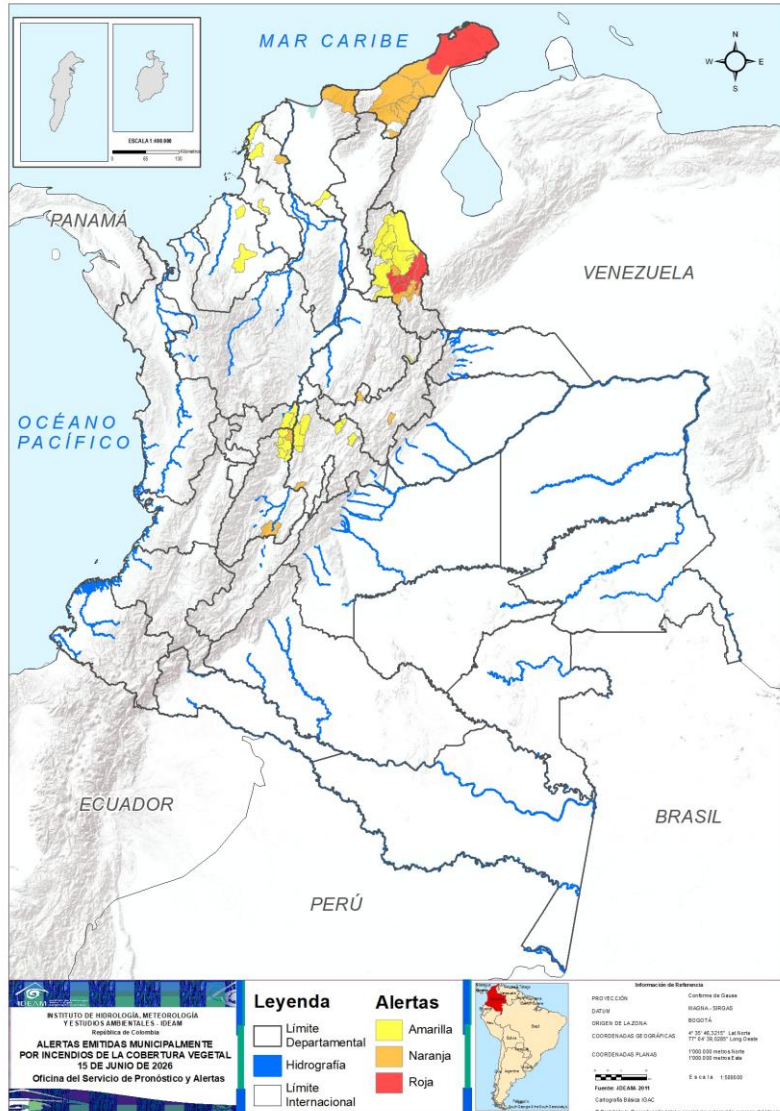 MAR CARIBE
N
W
E
S
ESCALA 1:400.000
PANAMÁ
VENEZUELA
OCÉANO
PACÍFICO
ECUADOR
BRASIL
PERÚ
IDEAM
INSTITUTO DE HIDROLOGÍA, METEOROLOGÍA
Y ESTUDIOS AMBIENTALES - IDEAM
República de Colombia
ALERTAS EMITIDAS MUNICIPALMENTE
POR INCENDIOS DE LA COBERTURA VEGETAL
15 DE JUNIO DE 2026
Oficina del Servicio de Pronóstico y Alertas
Leyenda
Límite
Departamental
Hidrografía
Límite
Internacional
Alertas
Amarilla
Naranja
Roja
Información de Referencia
PROYECCIÓN
Conforme de Gauss
DATUM
MAGNA - SIRGAS
ORIGEN DE LA ZONA
BOGOTÁ
COORDENADAS GEOGRÁFICAS
COORDENADAS PLANAS
1'000.000 metros Norte
1'000.000 metros Este
Fuente: IDEAM. 2011
Cartografía Básica IGAC